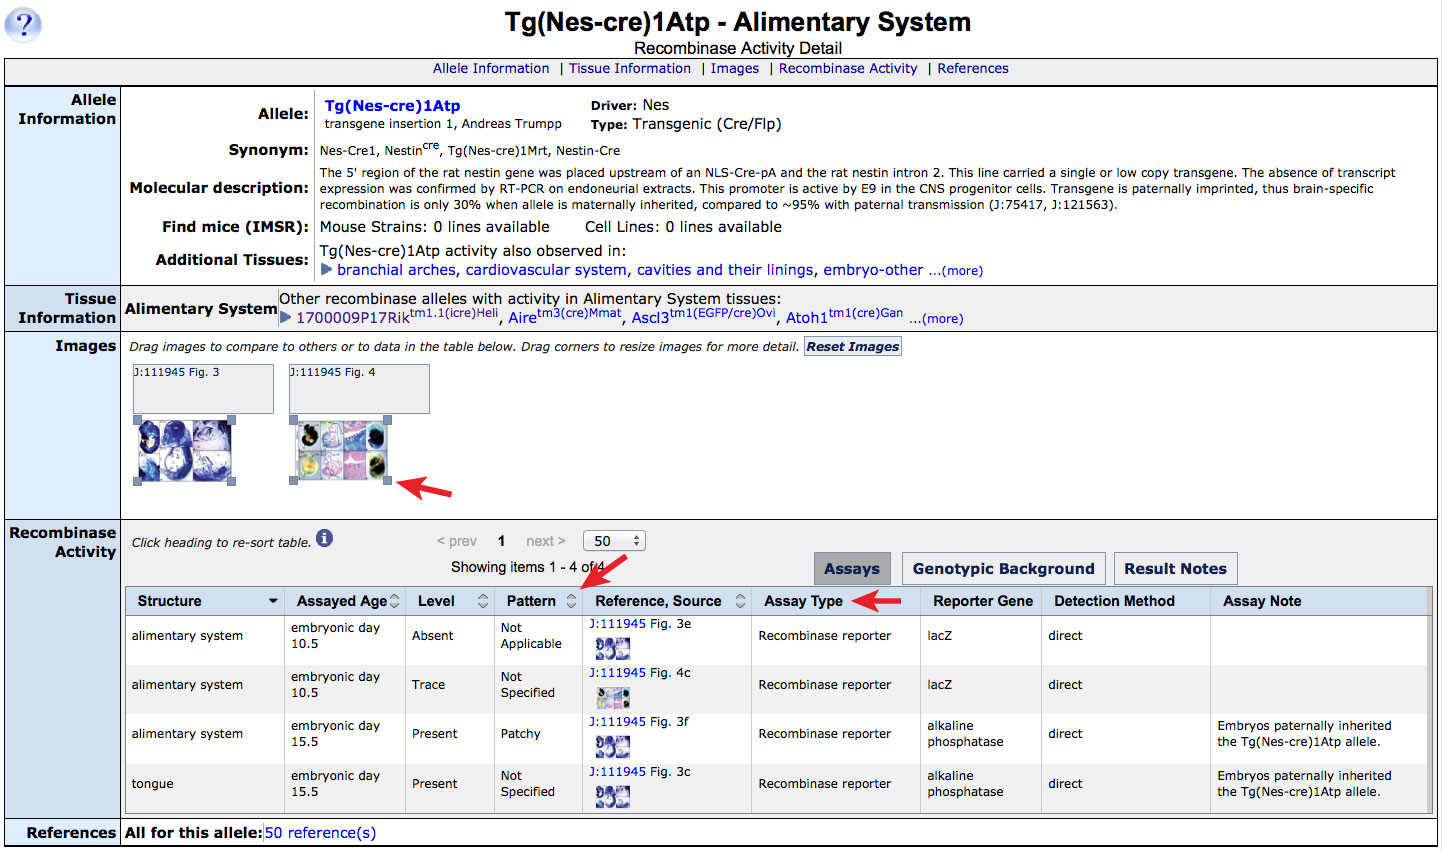 ?
Tg(Nes-cre)1Atp - Alimentary System
Recombinase Activity Detail
Allele Information | Tissue Information | Images | Recombinase Activity | References
Allele Information
Allele: Tg(Nes-cre)1Atp Driver: Nes
transgene insertion 1, Andreas Trumpp Type: Transgenic (Cre/Flp)
Synonym: Nes-Cre1, Nestincre, Tg(Nes-cre)1Mrt, Nestin-Cre
Molecular description: The 5' region of the rat nestin gene was placed upstream of an NLS-Cre-pA and the rat nestin intron 2. This line carried a single or low copy transgene. The absence of transcript
expression was confirmed by RT-PCR on endoneurial extracts. This promoter is active by E9 in the CNS progenitor cells. Transgene is paternally imprinted, thus brain-specific
recombination is only 30% when allele is maternally inherited, compared to ~95% with paternal transmission (J:75417, J:121563).
Find mice (IMSR): Mouse Strains: 0 lines available Cell Lines: 0 lines available
Additional Tissues: Tg(Nes-cre)1Atp activity also observed in:
branchial arches, cardiovascular system, cavities and their linings, embryo-other ...(more)
Tissue Information
Alimentary System Other recombinase alleles with activity in Alimentary System tissues:
1700009P17Riktm1.1(icre)Heli, Airetm3(cre)Mmat, Ascl3tm1(EGFP/cre)Ovi, Atoh1tm1(cre)Gan ...(more)
Images
Drag images to compare to others or to data in the table below. Drag corners to resize images for more detail. Reset Images
J:111945 Fig. 3 J:111945 Fig. 4
Recombinase Activity
Click heading to re-sort table. i < prev 1 next > 50
Showing items 1 - 4 of 4
Assays Genotypic Background Result Notes
Structure Assayed Age Level Pattern Reference, Source Assay Type Reporter Gene Detection Method Assay Note
alimentary system embryonic day 10.5 Absent Not Applicable J:111945 Fig. 3e Recombinase reporter lacZ direct
alimentary system embryonic day 10.5 Trace Not Specified J:111945 Fig. 4c Recombinase reporter lacZ direct
alimentary system embryonic day 15.5 Present Patchy J:111945 Fig. 3f Recombinase reporter alkaline phosphatase direct Embryos paternally inherited the Tg(Nes-cre)1Atp allele.
tongue embryonic day 15.5 Present Not Specified J:111945 Fig. 3c Recombinase reporter alkaline phosphatase direct Embryos paternally inherited the Tg(Nes-cre)1Atp allele.
References All for this allele: 50 reference(s)